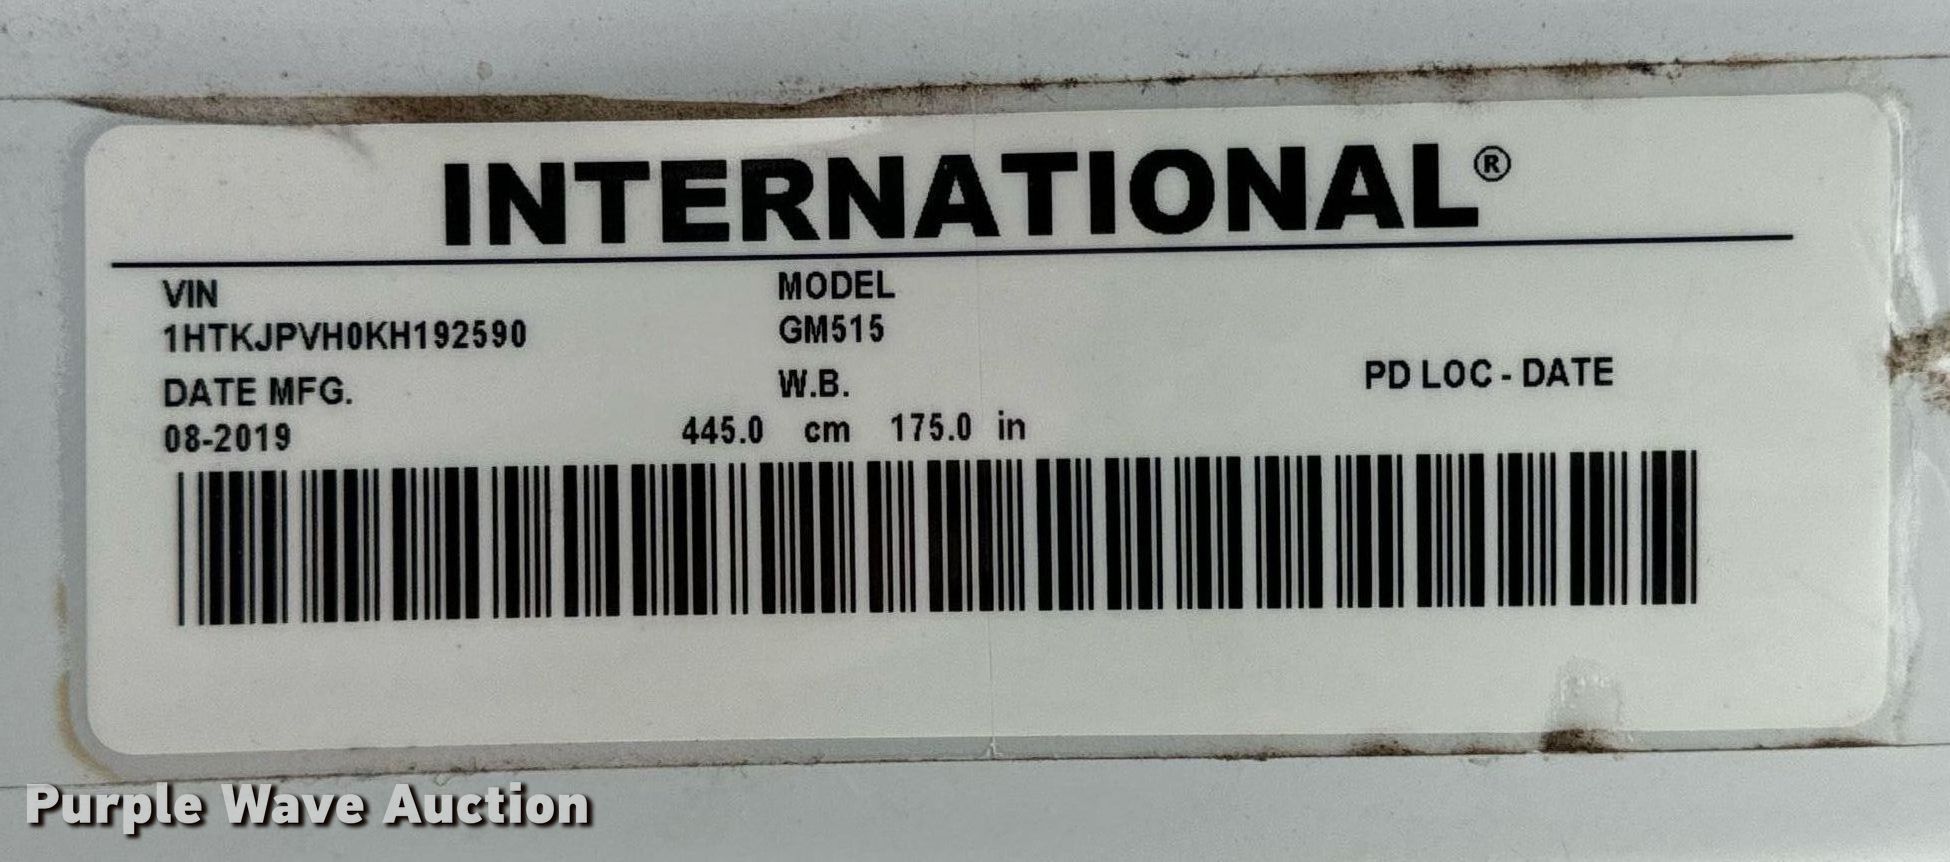 INTERNATIONAL®
VIN
1HTKJPVH0KH192590
MODEL
GM515
DATE MFG.
08-2019
W.B.
445.0 cm 175.0 in
PD LOC - DATE
Purple Wave Auction